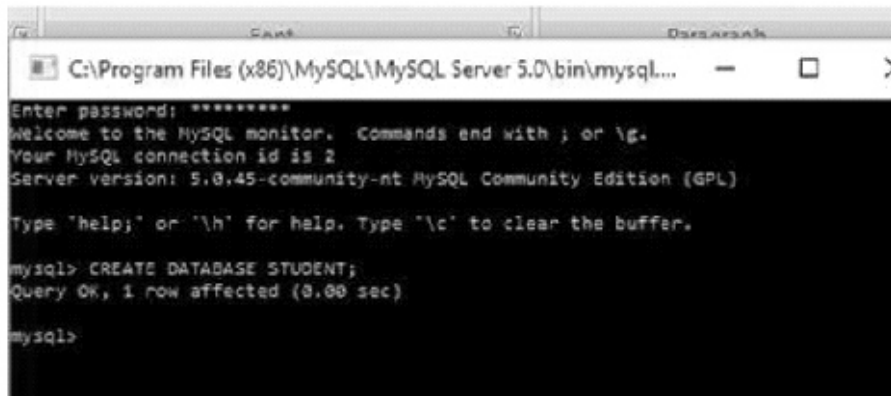 Font Paragraph
C:\Program Files (x86)\MySQL\MySQL Server 5.0\bin\mysql....
Enter password: *********
Welcome to the MySQL monitor.  Commands end with ; or \g.
Your MySQL connection id is 2
Server version: 5.0.45-community-nt MySQL Community Edition (GPL)
Type 'help;' or '\h' for help. Type '\c' to clear the buffer.
mysql> CREATE DATABASE STUDENT;
Query OK, 1 row affected (0.00 sec)
mysql>